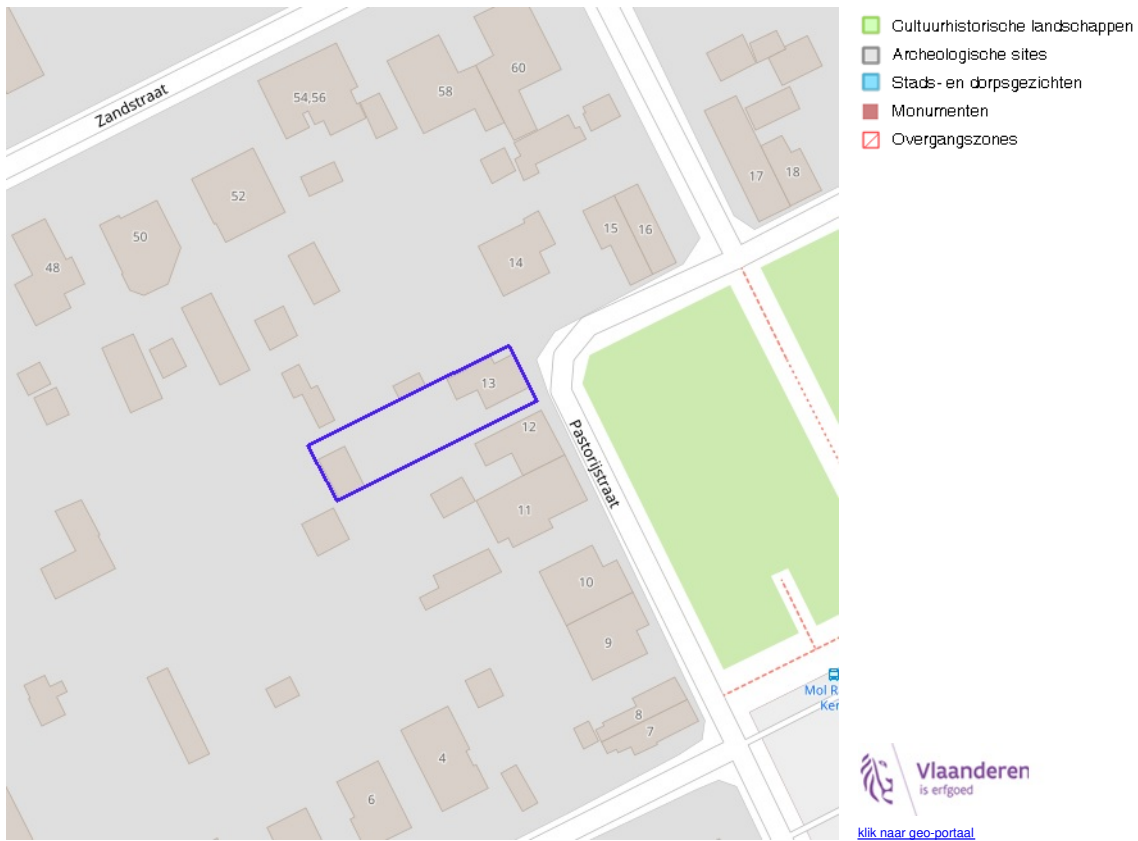 Zandstraat
54,56
58
60
17
18
52
50
48
15
16
14
13
12
11
Pastorijstraat
10
9
8
7
4
6
Mol R
Ker
Cultuurhistorische landschappen
Archeologische sites
Stads- en dorpsgezichten
Monumenten
Overgangszones
Vlaanderen
is erfgoed
klik naar geo-portaal